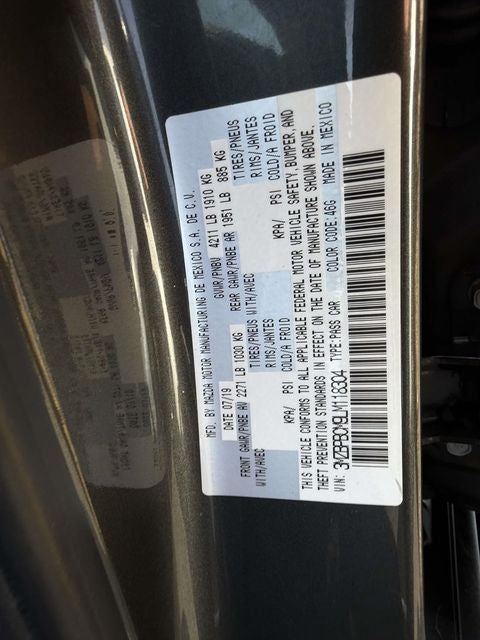 MFD. BY MAZDA MOTOR MANUFACTURING DE MEXICO S.A. DE C.V.
DATE 07/19 GVWR/PNBV 4211 LB 1910 KG
FRONT GAWR/PNBE AV 2271 LB 1030 KG REAR GAWR/PNBE AR 1951 LB 885 KG
WITH/AVEC TIRES/PNEUS WITH/AVEC TIRES/PNEUS
RIMS/JANTES RIMS/JANTES
KPA/ PSI COLD/A FROID KPA/ PSI COLD/A FROID
THIS VEHICLE CONFORMS TO ALL APPLICABLE FEDERAL MOTOR VEHICLE SAFETY, BUMPER, AND
THEFT PREVENTION STANDARDS IN EFFECT ON THE DATE OF MANUFACTURE SHOWN ABOVE.
VIN: TYPE:PASS CAR COLOR CODE:46G MADE IN MEXICO